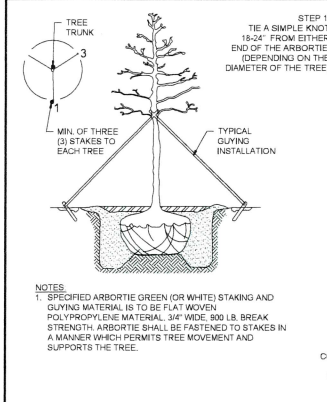 TREE
TRUNK
3
1
MIN. OF THREE
(3) STAKES TO
EACH TREE
STEP 1
TIE A SIMPLE KNOT
18-24" FROM EITHER
END OF THE ARBORTIE
(DEPENDING ON THE
DIAMETER OF THE TREE
TYPICAL
GUYING
INSTALLATION
NOTES:
1. SPECIFIED ARBORTIE GREEN (OR WHITE) STAKING AND
GUYING MATERIAL IS TO BE FLAT WOVEN
POLYPROPYLENE MATERIAL, 3/4" WIDE, 900 LB. BREAK
STRENGTH. ARBORTIE SHALL BE FASTENED TO STAKES IN
A MANNER WHICH PERMITS TREE MOVEMENT AND
SUPPORTS THE TREE.